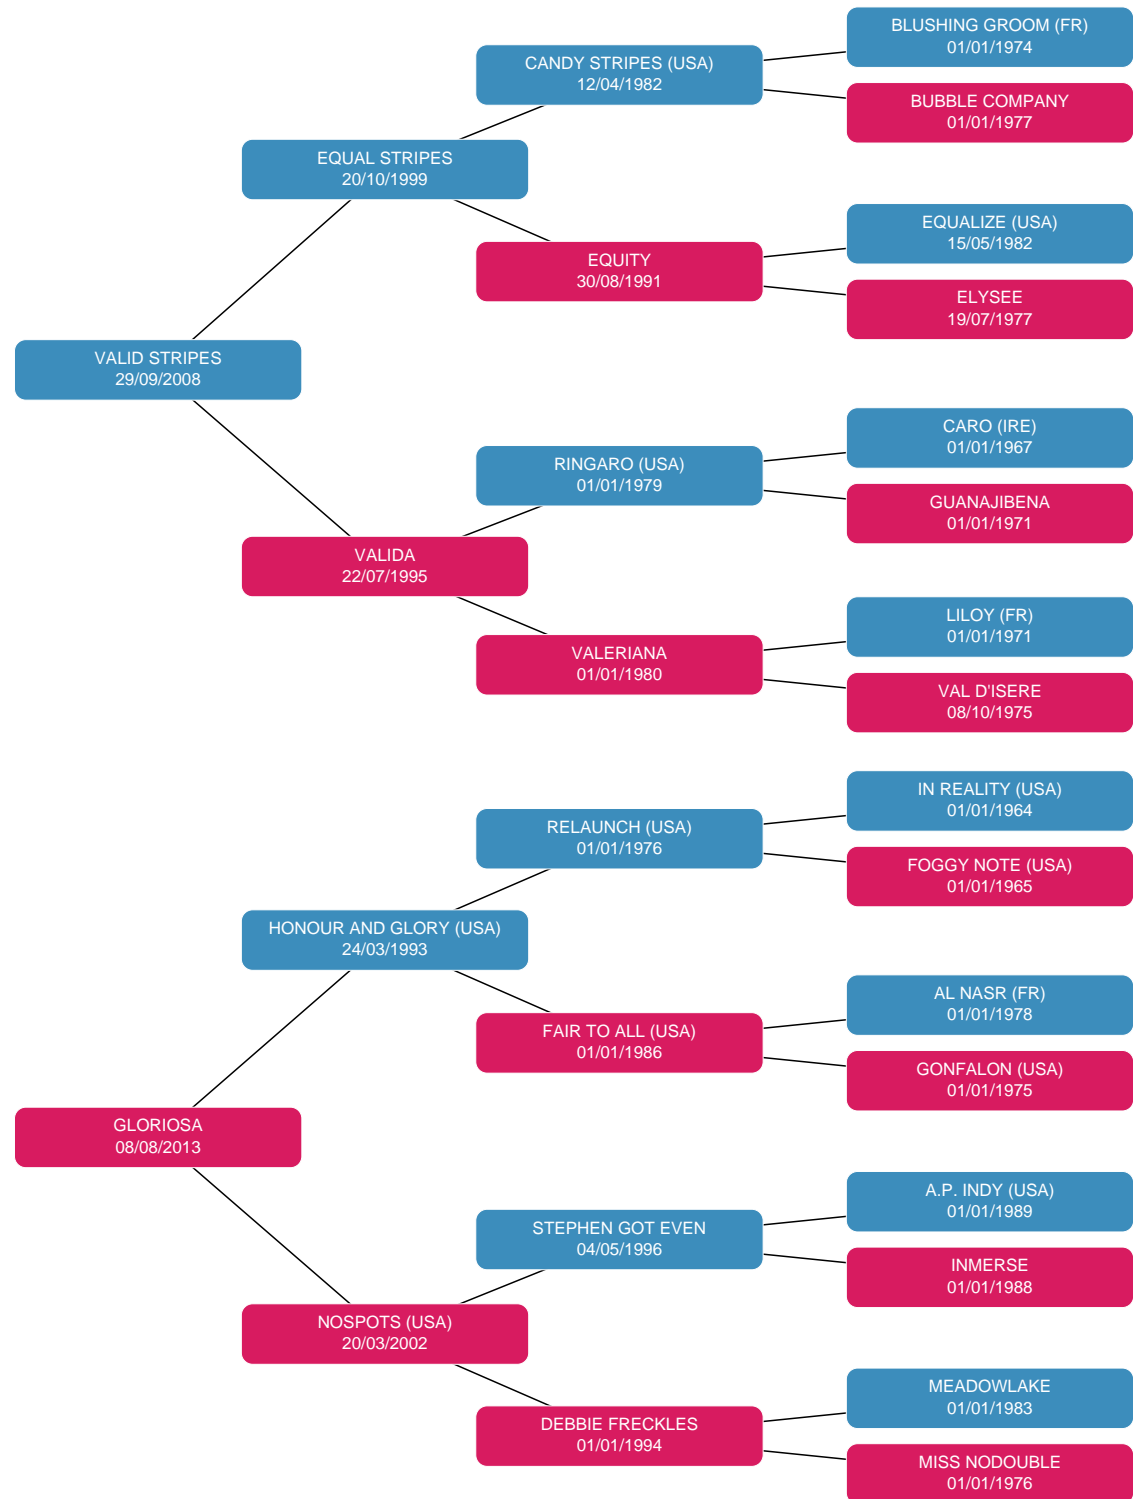 BLUSHING GROOM (FR)
01/01/1974
CANDY STRIPES (USA)
12/04/1982
BUBBLE COMPANY
01/01/1977
EQUAL STRIPES
20/10/1999
EQUALIZE (USA)
15/05/1982
EQUITY
30/08/1991
ELYSEE
19/07/1977
VALID STRIPES
29/09/2008
CARO (IRE)
01/01/1967
RINGARO (USA)
01/01/1979
GUANAJIBENA
01/01/1971
VALIDA
22/07/1995
LILOY (FR)
01/01/1971
VALERIANA
01/01/1980
VAL D'ISERE
08/10/1975
IN REALITY (USA)
01/01/1964
RELAUNCH (USA)
01/01/1976
FOGGY NOTE (USA)
01/01/1965
HONOUR AND GLORY (USA)
24/03/1993
AL NASR (FR)
01/01/1978
FAIR TO ALL (USA)
01/01/1986
GONFALON (USA)
01/01/1975
GLORIOSA
08/08/2013
A.P. INDY (USA)
01/01/1989
STEPHEN GOT EVEN
04/05/1996
INMERSE
01/01/1988
NOSPOTS (USA)
20/03/2002
MEADOWLAKE
01/01/1983
DEBBIE FRECKLES
01/01/1994
MISS NODOUBLE
01/01/1976